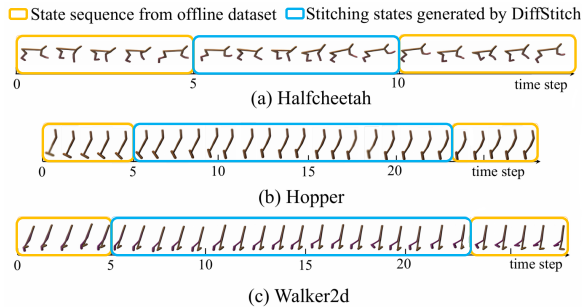 State sequence from offline dataset Stitching states generated by DiffStitch
0 5 10 time step
(a) Halfcheetah
0 5 10 15 20 time step
(b) Hopper
0 5 10 15 20 time step
(c) Walker2d